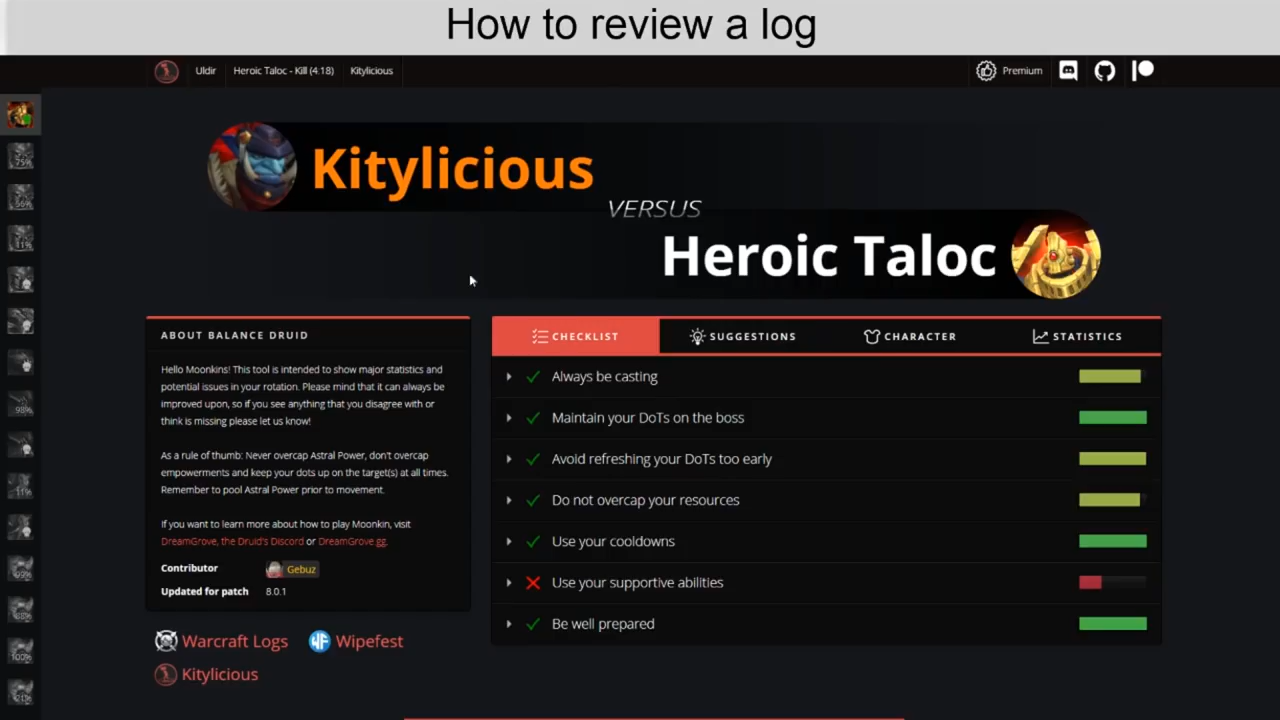 How to review a log
Uldir
Heroic Taloc - Kill (4:18)
Kitylicious
Premium
Kitylicious
VERSUS
Heroic Taloc
ABOUT BALANCE DRUID
Hello Moonkins! This tool is intended to show major statistics and
potential issues in your rotation. Please mind that it can always be
improved upon, so if you see anything that you disagree with or
think is missing please let us know!
As a rule of thumb: Never overcap Astral Power, don't overcap
empowerments and keep your dots up on the target(s) at all times.
Remember to pool Astral Power prior to movement.
If you want to learn more about how to play Moonkin, visit
DreamGrove, the Druid's Discord or DreamGrove.gg.
Contributor Gebuz
Updated for patch 8.0.1
Warcraft Logs
Wipefest
Kitylicious
CHECKLIST
SUGGESTIONS
CHARACTER
STATISTICS
Always be casting
Maintain your DoTs on the boss
Avoid refreshing your DoTs too early
Do not overcap your resources
Use your cooldowns
Use your supportive abilities
Be well prepared
75%
56%
11%
98%
11%
100%